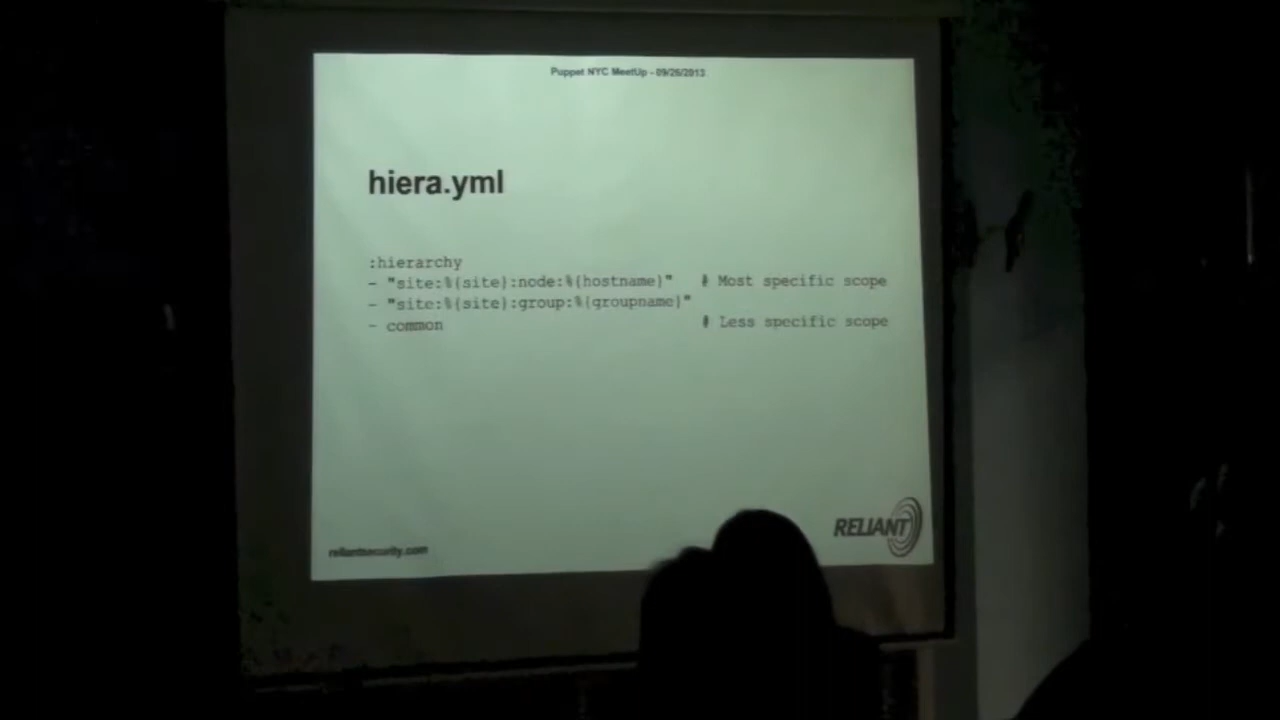 Puppet NYC MeetUp - 09/26/2013
hiera.yml
:hierarchy
- "site:%{site}:node:%{hostname}" # Most specific scope
- "site:%{site}:group:%{groupname}"
- common # Less specific scope
reliantsecurity.com
RELIANT